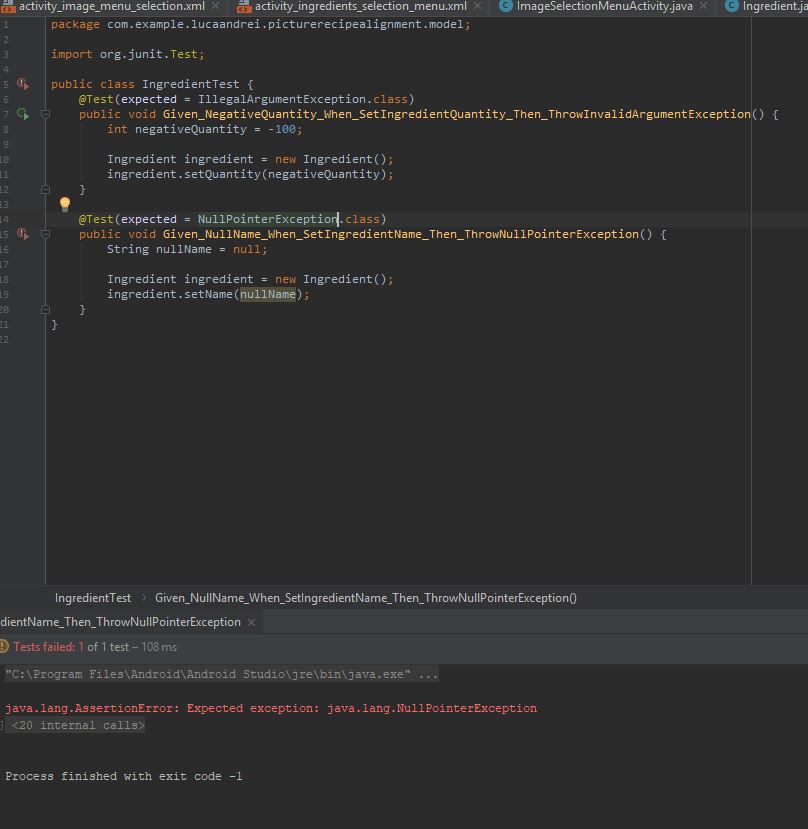 activity_image_menu_selection.xml × activity_ingredients_selection_menu.xml × ImageSelectionMenuActivity.java × Ingredient.ja
1 package com.example.lucaandrei.picturerecipealignment.model;
2
3 import org.junit.Test;
4
5 public class IngredientTest {
6 @Test(expected = IllegalArgumentException.class)
7 public void Given_NegativeQuantity_When_SetIngredientQuantity_Then_ThrowInvalidArgumentException() {
8 int negativeQuantity = -100;
9
10 Ingredient ingredient = new Ingredient();
11 ingredient.setQuantity(negativeQuantity);
12 }
13
14 @Test(expected = NullPointerException.class)
15 public void Given_NullName_When_SetIngredientName_Then_ThrowNullPointerException() {
16 String nullName = null;
17
18 Ingredient ingredient = new Ingredient();
19 ingredient.setName(nullName);
20 }
21 }
22
IngredientTest › Given_NullName_When_SetIngredientName_Then_ThrowNullPointerException()
dientName_Then_ThrowNullPointerException ×
Tests failed: 1 of 1 test – 108 ms
"C:\Program Files\Android\Android Studio\jre\bin\java.exe" ...
java.lang.AssertionError: Expected exception: java.lang.NullPointerException
<20 internal calls>
Process finished with exit code -1